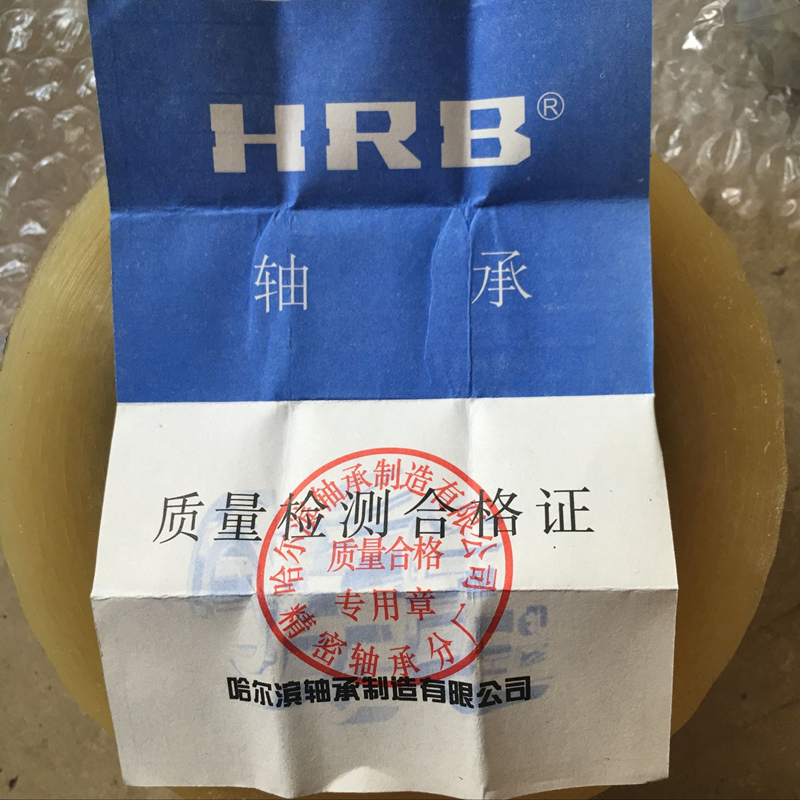 HRB®
轴承
质量检测合格证
哈尔滨轴承制造有限公司
质量合格
专用章
精密轴承分厂
哈尔滨轴承制造有限公司